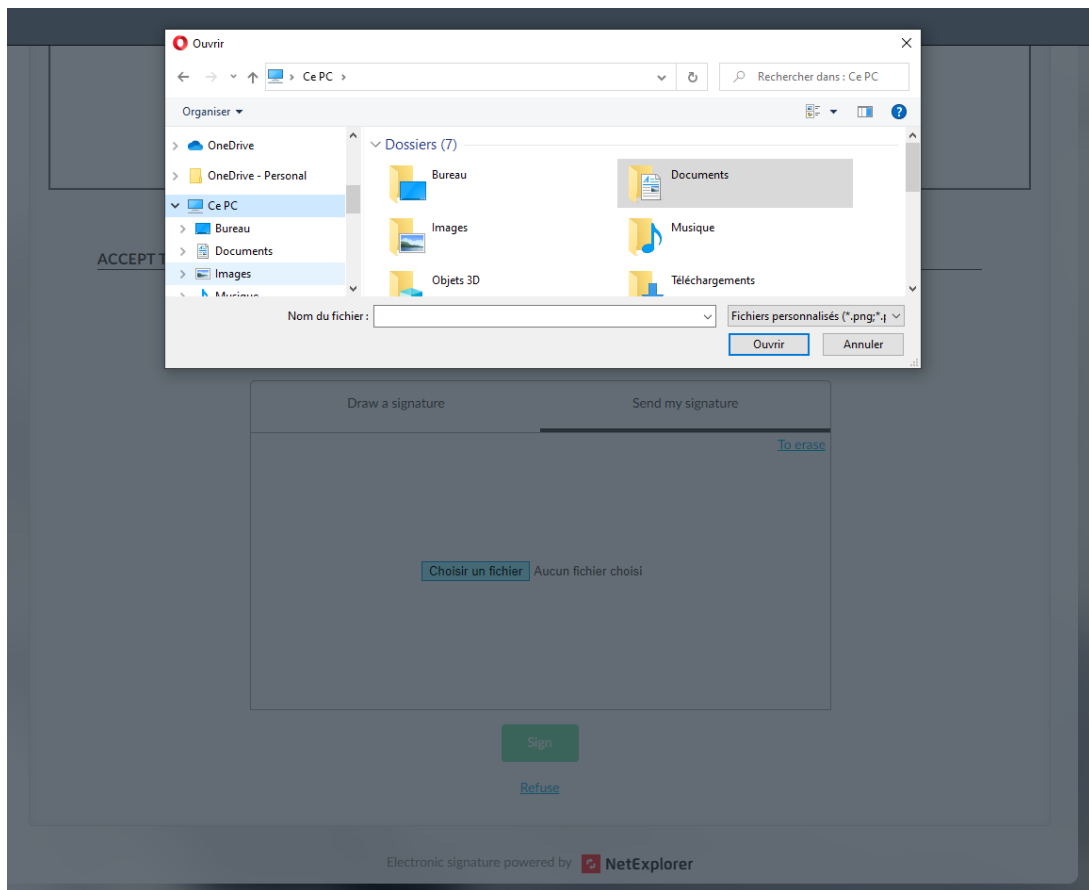 Ouvrir
Ce PC
Rechercher dans : Ce PC
Organiser
OneDrive
OneDrive - Personal
Ce PC
Bureau
Documents
Images
Musique
Dossiers (7)
Bureau
Documents
Images
Musique
Objets 3D
Téléchargements
Nom du fichier :
Fichiers personnalisés (*.png;*.
Ouvrir
Annuler
ACCEPT
Draw a signature
Send my signature
To erase
Choisir un fichier
Aucun fichier choisi
Sign
Refuse
Electronic signature powered by NetExplorer